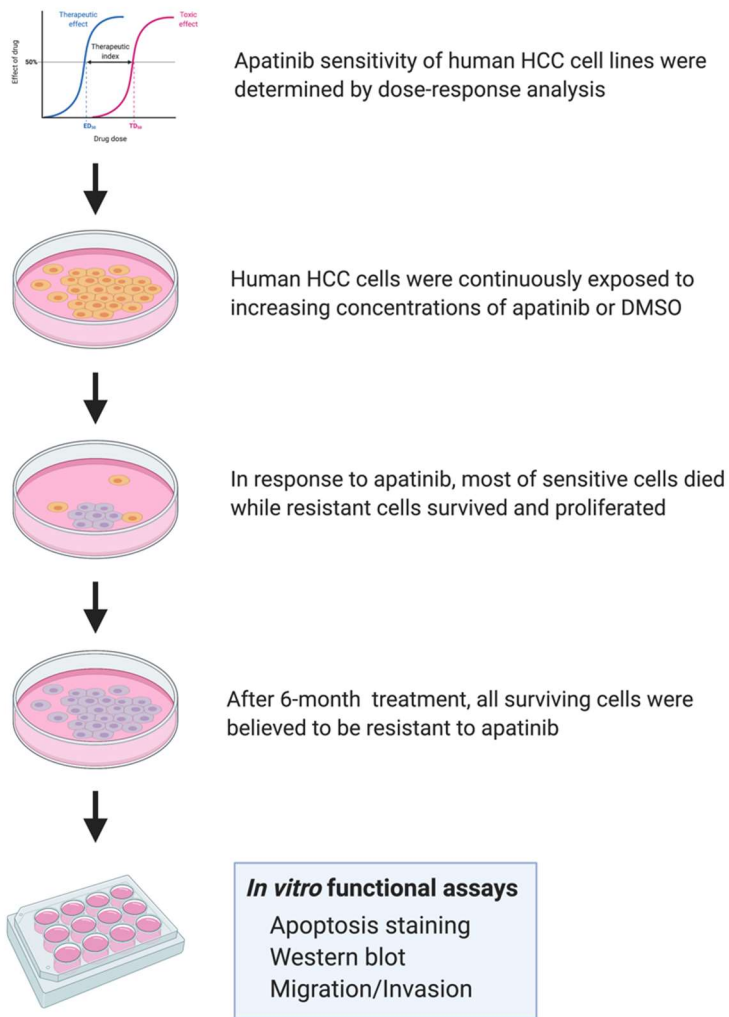 Therapeutic
effect
Toxic
effect
Therapeutic
index
50%
Effect of drug
ED50
TD50
Drug dose
Apatinib sensitivity of human HCC cell lines were
determined by dose-response analysis
Human HCC cells were continuously exposed to
increasing concentrations of apatinib or DMSO
In response to apatinib, most of sensitive cells died
while resistant cells survived and proliferated
After 6-month treatment, all surviving cells were
believed to be resistant to apatinib
In vitro functional assays
Apoptosis staining
Western blot
Migration/Invasion